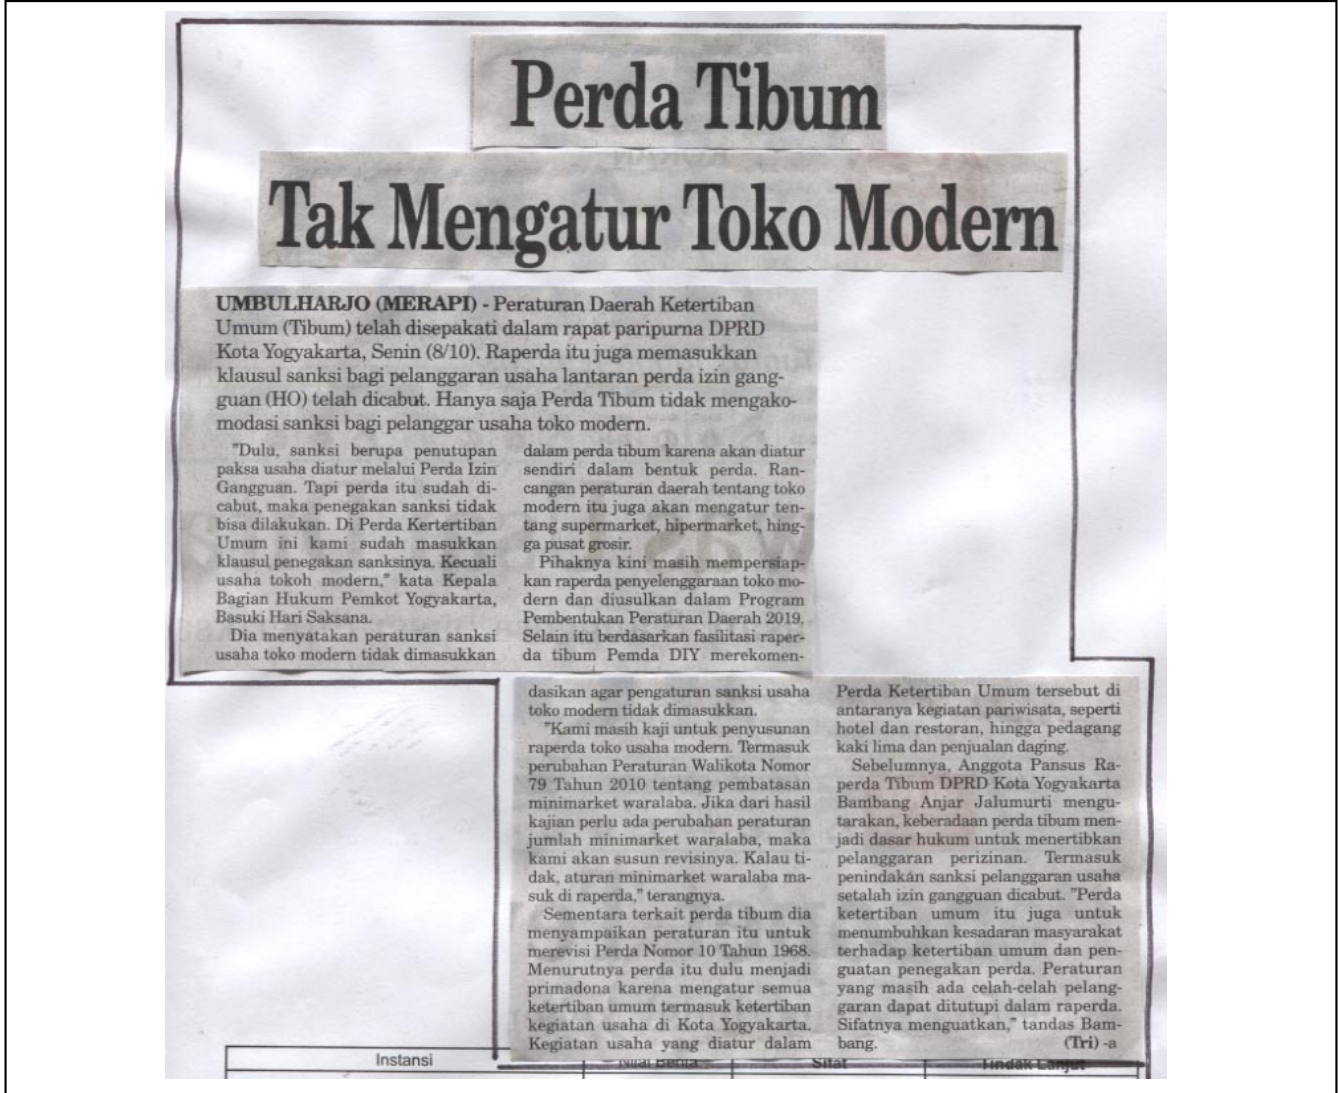 Perda Tibum
Tak Mengatur Toko Modern
UMBULHARJO (MERAPI) - Peraturan Daerah Ketertiban
Umum (Tibum) telah disepakati dalam rapat paripurna DPRD
Kota Yogyakarta, Senin (8/10). Raperda itu juga memasukkan
klausul sanksi bagi pelanggaran usaha lantaran perda izin gang-
guan (HO) telah dicabut. Hanya saja Perda Tibum tidak mengako-
modasi sanksi bagi pelanggar usaha toko modern.
"Dulu, sanksi berupa penutupan
paksa usaha diatur melalui Perda Izin
Gangguan. Tapi perda itu sudah di-
cabut, maka penegakan sanksi tidak
bisa dilakukan. Di Perda Kertertiban
Umum ini kami sudah masukkan
klausul penegakan sanksinya. Kecuali
usaha tokoh modern," kata Kepala
Bagian Hukum Pemkot Yogyakarta,
Basuki Hari Saksana.
Dia menyatakan peraturan sanksi
usaha toko modern tidak dimasukkan
dalam perda tibum karena akan diatur
sendiri dalam bentuk perda. Ran-
cangan peraturan daerah tentang toko
modern itu juga akan mengatur ten-
tang supermarket, hipermarket, hing-
ga pusat grosir.
Pihaknya kini masih mempersiap-
kan raperda penyelenggaraan toko mo-
dern dan diusulkan dalam Program
Pembentukan Peraturan Daerah 2019.
Selain itu berdasarkan fasilitasi raper-
da tibum Pemda DIY merekomen-
dasikan agar pengaturan sanksi usaha
toko modern tidak dimasukkan.
"Kami masih kaji untuk penyusunan
raperda toko usaha modern. Termasuk
perubahan Peraturan Walikota Nomor
79 Tahun 2010 tentang pembatasan
minimarket waralaba. Jika dari hasil
kajian perlu ada perubahan peraturan
jumlah minimarket waralaba, maka
kami akan susun revisinya. Kalau ti-
dak, aturan minimarket waralaba ma-
suk di raperda," terangnya.
Sementara terkait perda tibum dia
menyampaikan peraturan itu untuk
merevisi Perda Nomor 10 Tahun 1968.
Menurutnya perda itu dulu menjadi
primadona karena mengatur semua
ketertiban umum termasuk ketertiban
kegiatan usaha di Kota Yogyakarta.
Kegiatan usaha yang diatur dalam
Perda Ketertiban Umum tersebut di
antaranya kegiatan pariwisata, seperti
hotel dan restoran, hingga pedagang
kaki lima dan penjualan daging.
Sebelumnya, Anggota Pansus Ra-
perda Tibum DPRD Kota Yogyakarta
Bambang Anjar Jalumurti mengu-
tarakan, keberadaan perda tibum men-
jadi dasar hukum untuk menertibkan
pelanggaran perizinan. Termasuk
penindakan sanksi pelanggaran usaha
setalah izin gangguan dicabut. "Perda
ketertiban umum itu juga untuk
menumbuhkan kesadaran masyarakat
terhadap ketertiban umum dan pen-
guatan penegakan perda. Peraturan
yang masih ada celah-celah pelang-
garan dapat ditutupi dalam raperda.
Sifatnya menguatkan," tandas Bam-
bang. (Tri) -a
Instansi Nilai Berita Sifat Tindak Lanjut